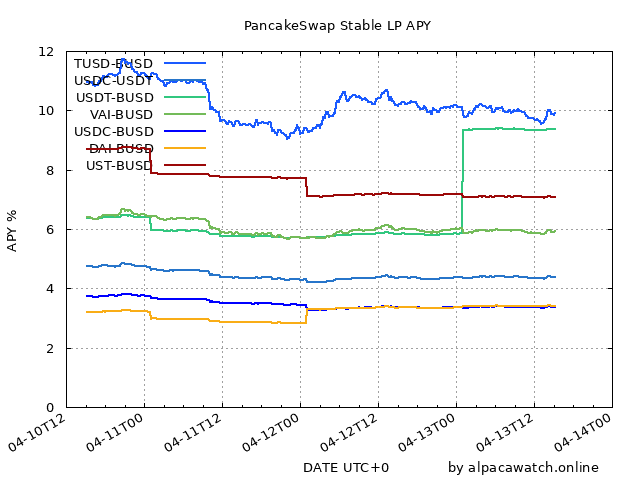 PancakeSwap Stable LP APY
APY %
12
10
8
6
4
2
0
TUSD-BUSD
USDC-USDT
USDT-BUSD
VAI-BUSD
USDC-BUSD
DAI-BUSD
UST-BUSD
04-10T12
04-11T00
04-11T12
04-12T00
04-12T12
04-13T00
04-13T12
04-14T00
DATE UTC+0
by alpacawatch.online